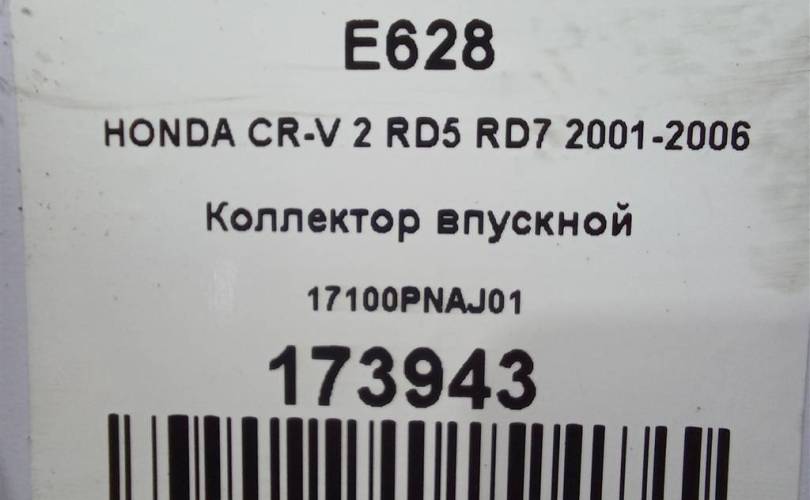 E628
HONDA CR-V 2 RD5 RD7 2001-2006
Коллектор впускной
17100PNAJ01
173943